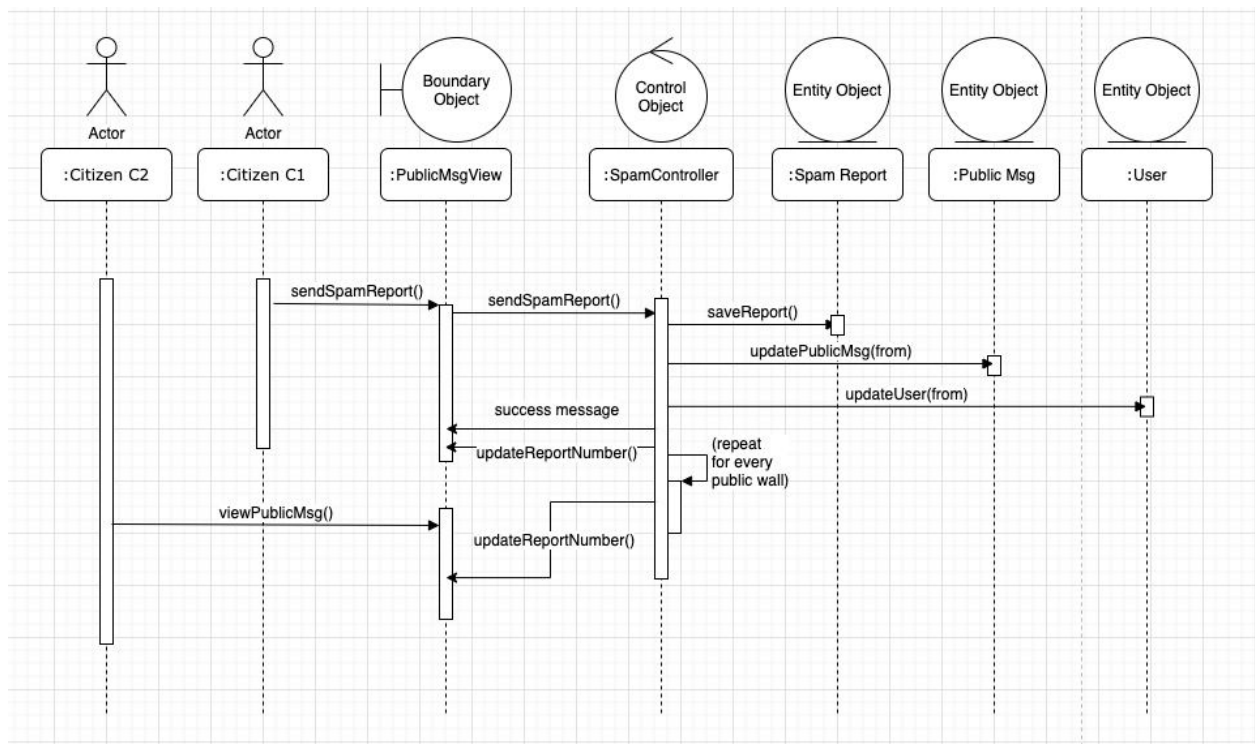 Boundary
Object
Control
Object
Entity Object
Entity Object
Entity Object
Actor
Actor
:Citizen C2
:Citizen C1
:PublicMsgView
:SpamController
:Spam Report
:Public Msg
:User
sendSpamReport()
sendSpamReport()
saveReport()
updatePublicMsg(from)
updateUser(from)
success message
updateReportNumber()
(repeat
for every
public wall)
viewPublicMsg()
updateReportNumber()